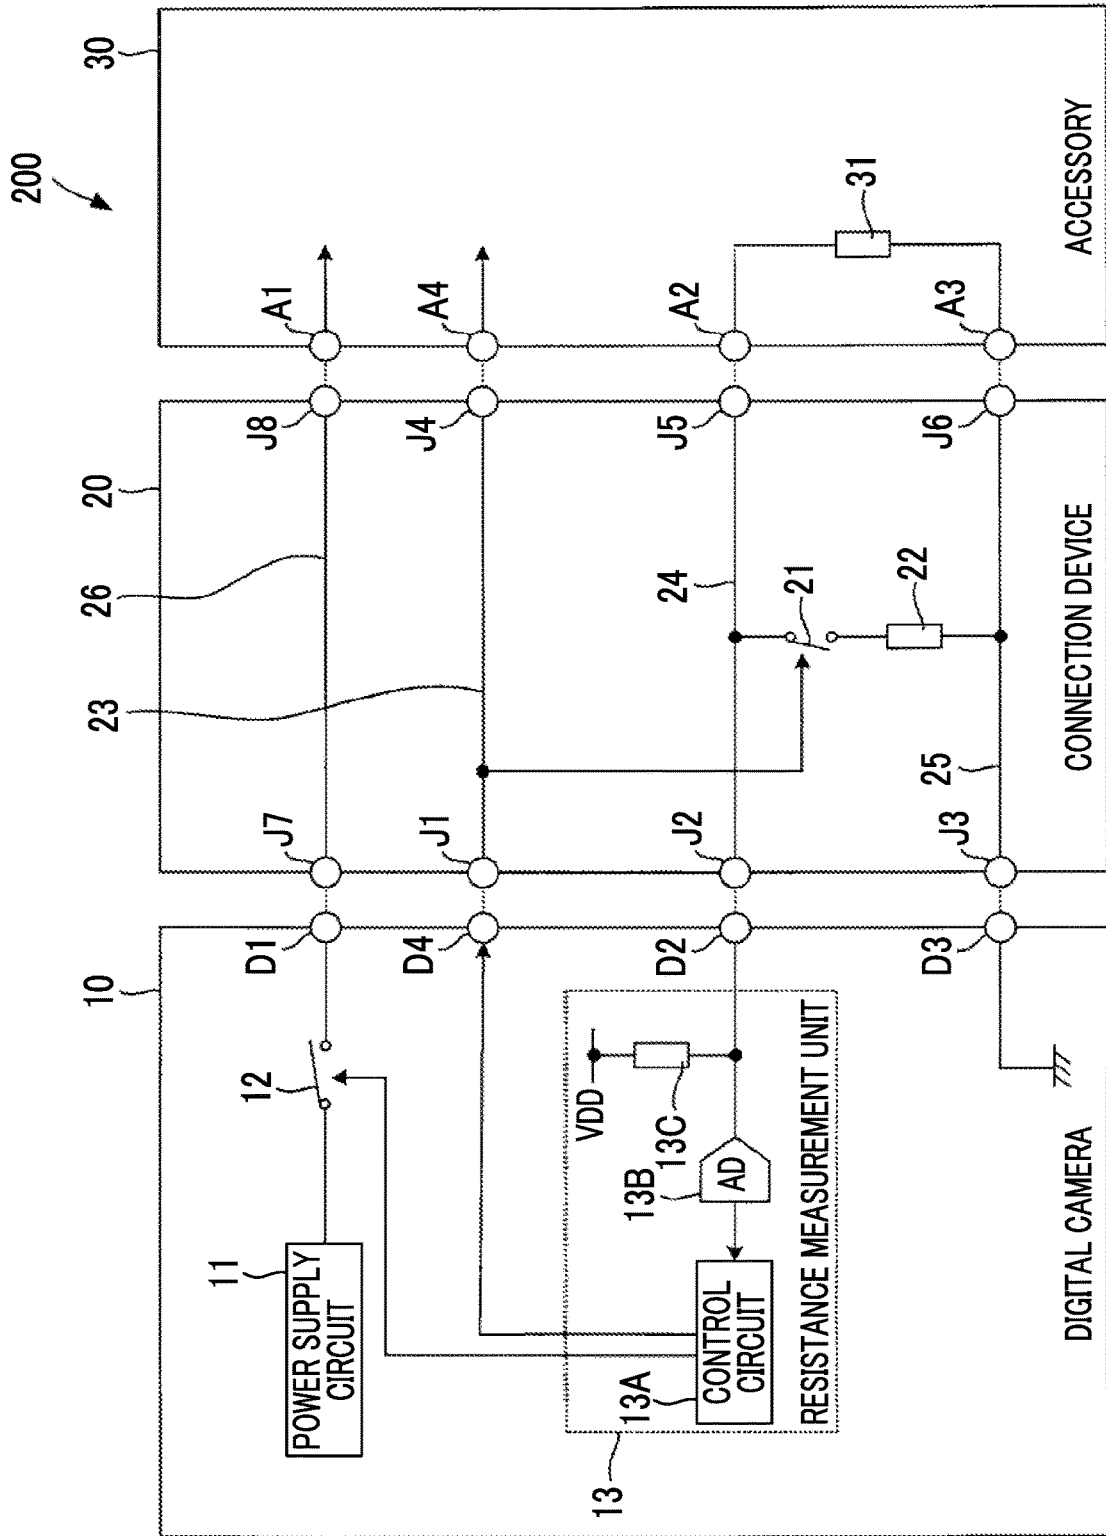 200
10
20
30
11
POWER SUPPLY
CIRCUIT
12
D1
J7
26
J8
A1
D4
J1
23
J4
A4
13
13A
CONTROL
CIRCUIT
13B
AD
13C
VDD
RESISTANCE MEASUREMENT UNIT
D2
J2
24
J5
A2
21
22
31
D3
J3
25
J6
A3
DIGITAL CAMERA
CONNECTION DEVICE
ACCESSORY